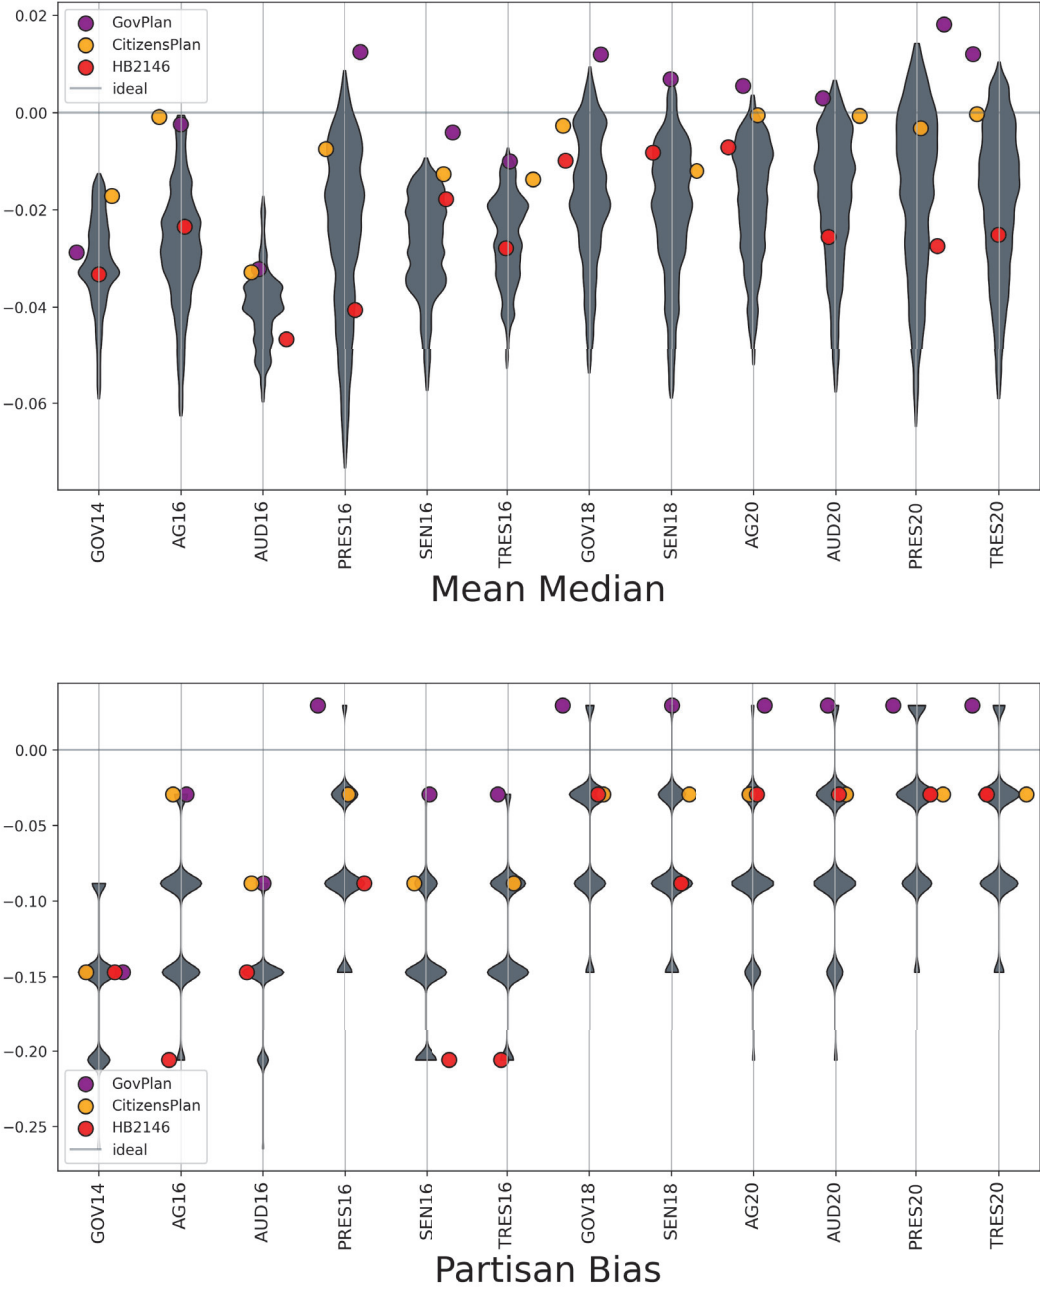 0.02
0.00
−0.02
−0.04
−0.06
GovPlan
CitizensPlan
HB2146
ideal
GOV14
AG16
AUD16
PRES16
SEN16
TRES16
GOV18
SEN18
AG20
AUD20
PRES20
TRES20
Mean Median
0.00
−0.05
−0.10
−0.15
−0.20
−0.25
GovPlan
CitizensPlan
HB2146
ideal
GOV14
AG16
AUD16
PRES16
SEN16
TRES16
GOV18
SEN18
AG20
AUD20
PRES20
TRES20
Partisan Bias